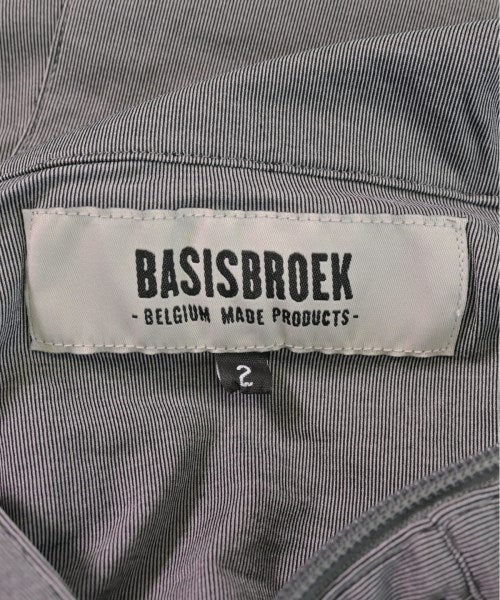 BASISBROEK
- BELGIUM MADE PRODUCTS -
2